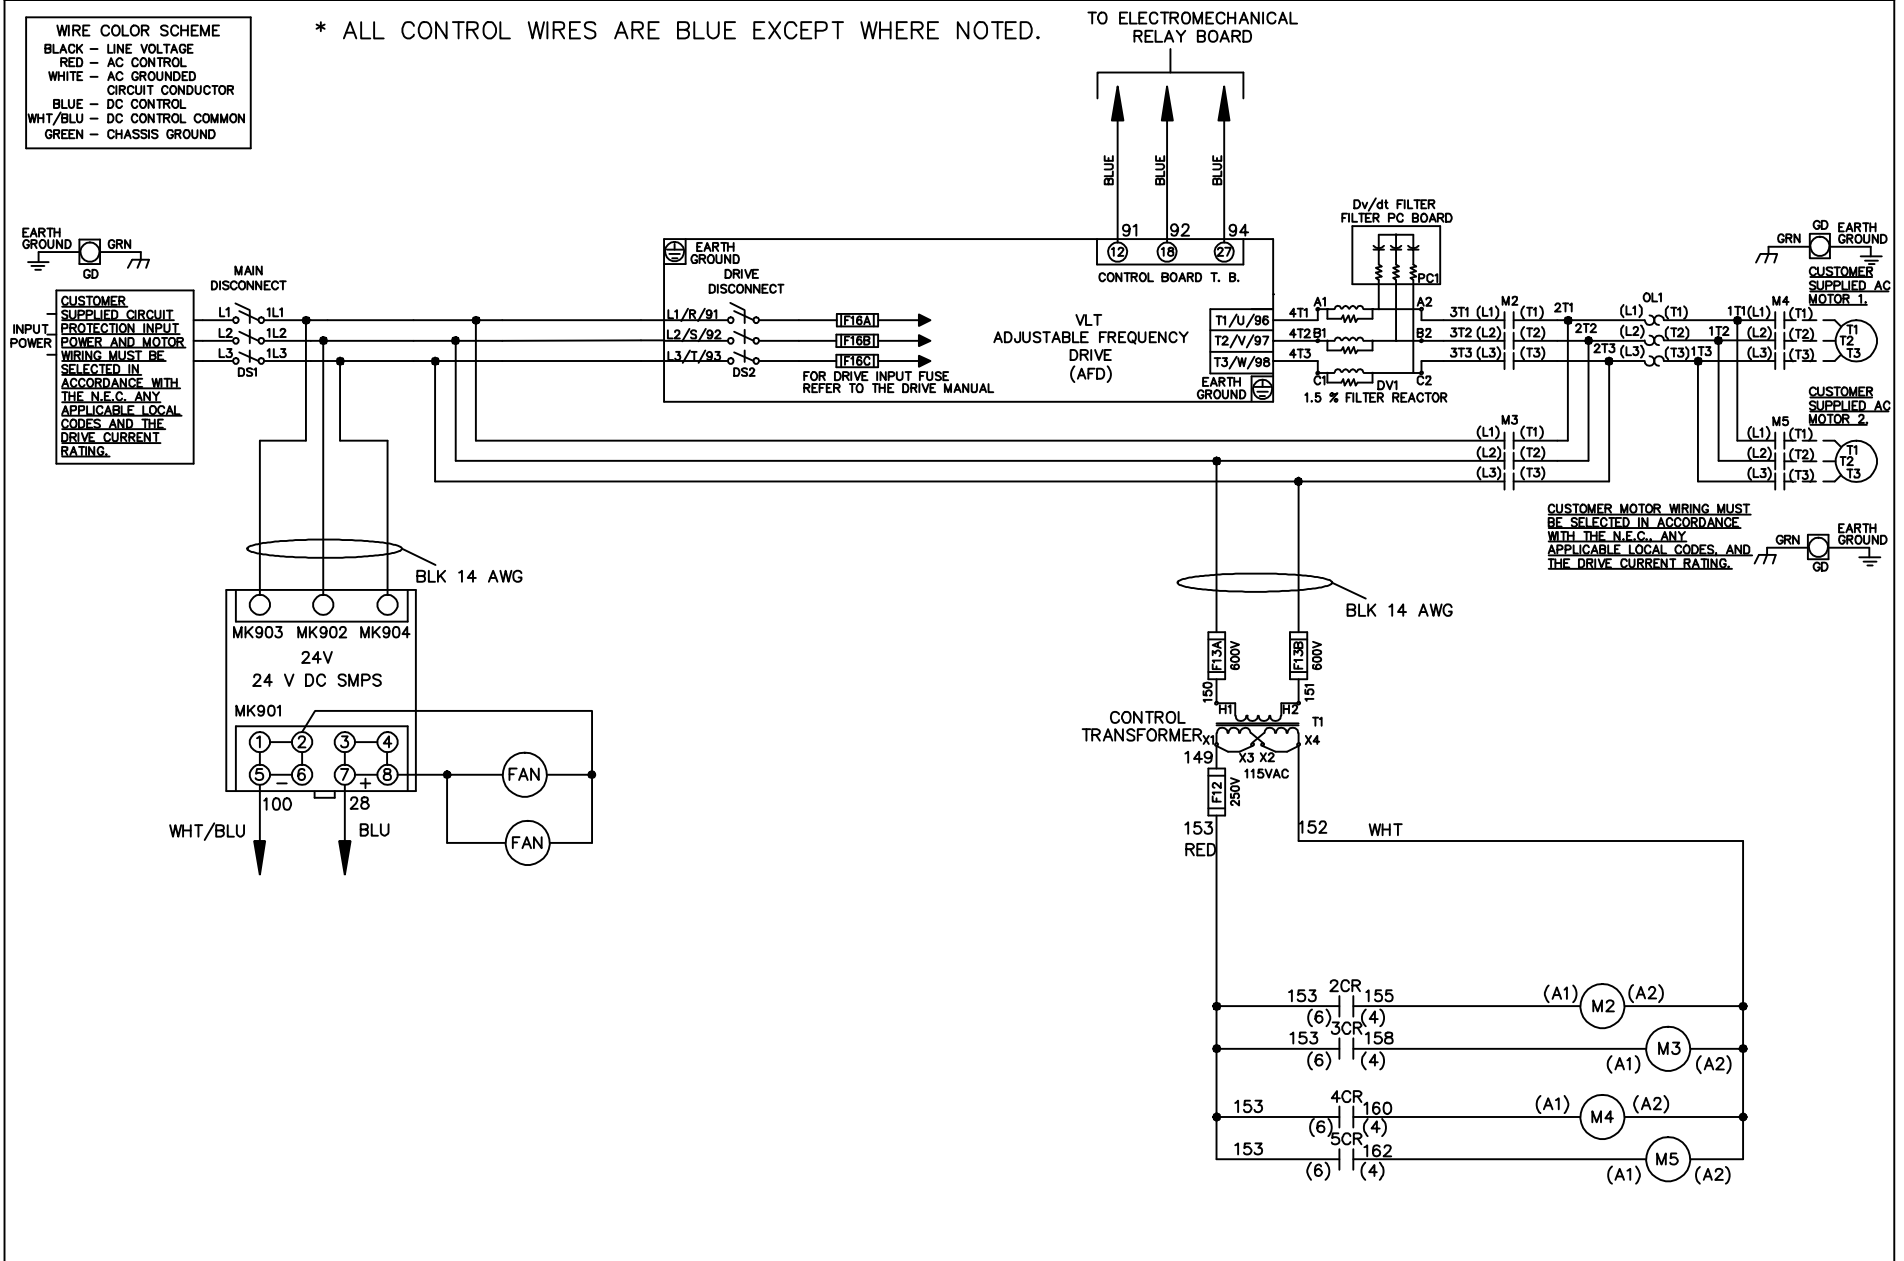 WIRE COLOR SCHEME
BLACK – LINE VOLTAGE
RED – AC CONTROL
WHITE – AC GROUNDED
CIRCUIT CONDUCTOR
BLUE – DC CONTROL
WHT/BLU – DC CONTROL COMMON
GREEN – CHASSIS GROUND
* ALL CONTROL WIRES ARE BLUE EXCEPT WHERE NOTED.
TO ELECTROMECHANICAL
RELAY BOARD
BLUE BLUE BLUE
91 92 94
12 18 27
CONTROL BOARD T. B.
EARTH
GROUND
GRN
GD
CUSTOMER
SUPPLIED CIRCUIT
PROTECTION INPUT
POWER AND MOTOR
WIRING MUST BE
SELECTED IN
ACCORDANCE WITH
THE N.E.C. ANY
APPLICABLE LOCAL
CODES AND THE
DRIVE CURRENT
RATING.
INPUT
POWER
MAIN
DISCONNECT
L1 1L1
L2 1L2
L3 1L3
DS1
EARTH
GROUND
DRIVE
DISCONNECT
L1/R/91
L2/S/92
L3/T/93
DS2
IF16A
IF16B
IF16C
FOR DRIVE INPUT FUSE
REFER TO THE DRIVE MANUAL
VLT
ADJUSTABLE FREQUENCY
DRIVE
(AFD)
T1/U/96
T2/V/97
T3/W/98
EARTH
GROUND
Dv/dt FILTER
FILTER PC BOARD
PC1
4T1 A1 A2
4T2 B1 B2
4T3
C1 DV1 C2
1.5 % FILTER REACTOR
M2
3T1 (L1) (T1) 2T1
3T2 (L2) (T2) 2T2
3T3 (L3) (T3) 2T3
OL1
(L1) (T1) 1T1
(L2) (T2) 1T2
(L3) (T3) 1T3
M4
(L1) (T1)
(L2) (T2)
(L3) (T3)
T1
T2
T3
GRN
GD
EARTH
GROUND
CUSTOMER
SUPPLIED AC
MOTOR 1.
M3
(L1) (T1)
(L2) (T2)
(L3) (T3)
CUSTOMER
SUPPLIED AC
MOTOR 2.
M5
(L1) (T1)
(L2) (T2)
(L3) (T3)
T1
T2
T3
CUSTOMER MOTOR WIRING MUST
BE SELECTED IN ACCORDANCE
WITH THE N.E.C., ANY
APPLICABLE LOCAL CODES, AND
THE DRIVE CURRENT RATING.
GRN
GD
EARTH
GROUND
BLK 14 AWG
MK903 MK902 MK904
24V
24 V DC SMPS
MK901
1 2 3 4
5 – 6 7 + 8
100 28
WHT/BLU
BLU
FAN
FAN
BLK 14 AWG
F13A 600V
F13B 600V
150 151
H1 H2
T1
CONTROL
TRANSFORMER
X1 X3 X2 X4
149
115VAC
F12 250V
153
RED
152
WHT
2CR
153 155 (A1) M2 (A2)
(6) (4)
3CR
153 158 M3
(6) (4) (A1) (A2)
4CR
153 160 (A1) M4 (A2)
(6) (4)
5CR
153 162 M5
(6) (4) (A1) (A2)